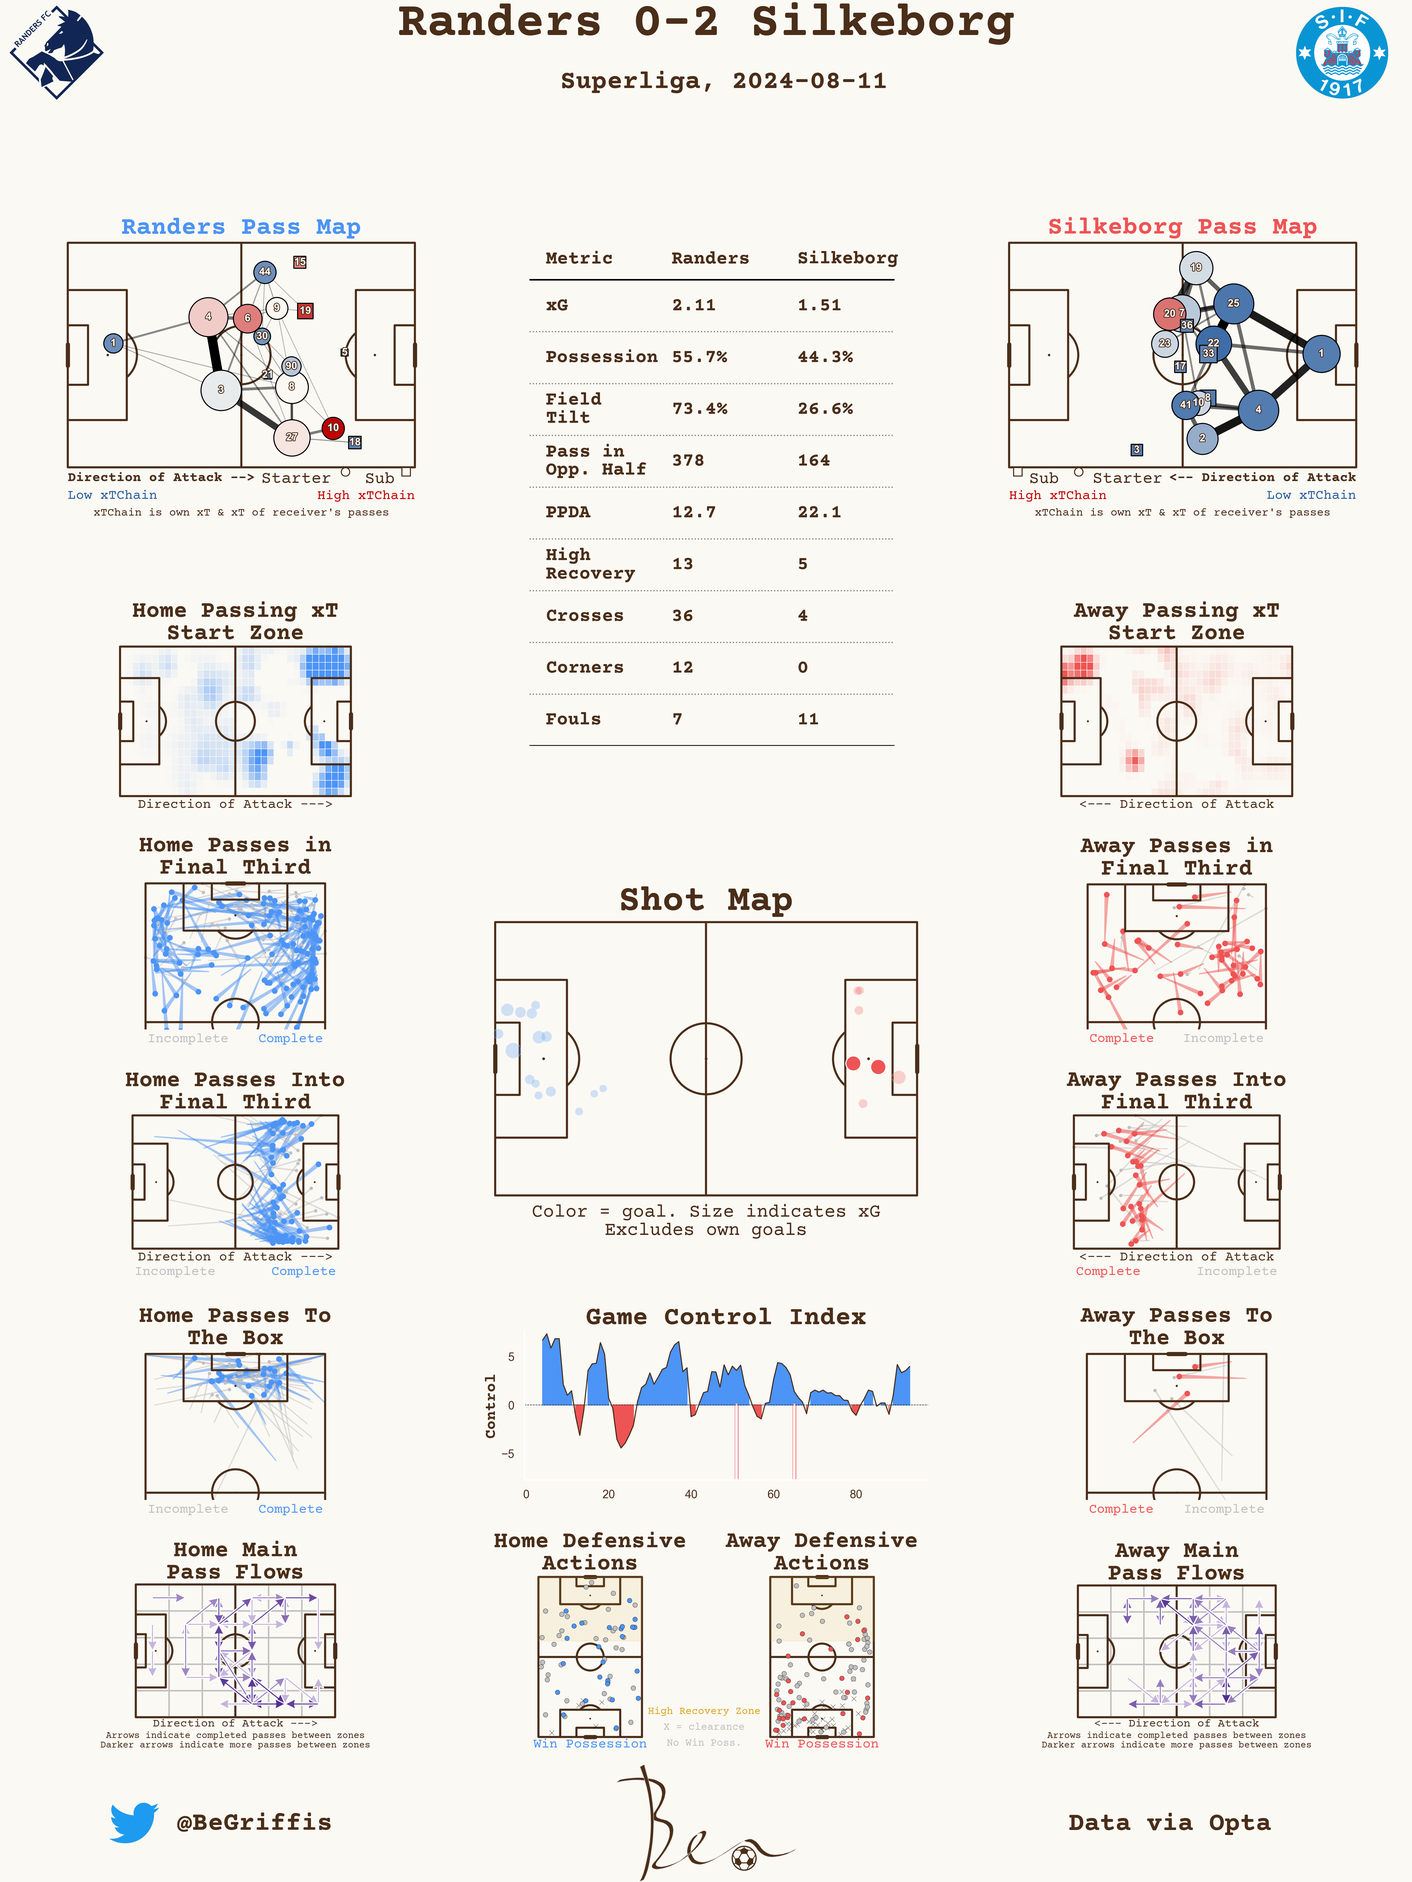 Randers 0-2 Silkeborg
Superliga, 2024-08-11
RANDERS FC
S·I·F
1917
Randers Pass Map
44
15
9
19
4
6
30
1
5
90
21
8
3
10
27
18
Direction of Attack --> Starter Sub
Low xTChain High xTChain
xTChain is own xT & xT of receiver's passes
Metric Randers Silkeborg
xG 2.11 1.51
Possession 55.7% 44.3%
Field
Tilt 73.4% 26.6%
Pass in
Opp. Half 378 164
PPDA 12.7 22.1
High
Recovery 13 5
Crosses 36 4
Corners 12 0
Fouls 7 11
Silkeborg Pass Map
19
25
20
7
36
23
22
33
1
17
41
10
8
4
2
3
Sub Starter <-- Direction of Attack
High xTChain Low xTChain
xTChain is own xT & xT of receiver's passes
Home Passing xT
Start Zone
Direction of Attack --->
Away Passing xT
Start Zone
<--- Direction of Attack
Home Passes in
Final Third
Incomplete Complete
Away Passes in
Final Third
Complete Incomplete
Shot Map
Color = goal. Size indicates xG
Excludes own goals
Home Passes Into
Final Third
Direction of Attack --->
Incomplete Complete
Away Passes Into
Final Third
<--- Direction of Attack
Complete Incomplete
Home Passes To
The Box
Incomplete Complete
Game Control Index
Control
5
0
−5
0 20 40 60 80
Away Passes To
The Box
Complete Incomplete
Home Main
Pass Flows
Direction of Attack --->
Arrows indicate completed passes between zones
Darker arrows indicate more passes between zones
Home Defensive
Actions
Win Possession
High Recovery Zone
X = clearance
No Win Poss.
Away Defensive
Actions
Win Possession
Away Main
Pass Flows
<--- Direction of Attack
Arrows indicate completed passes between zones
Darker arrows indicate more passes between zones
@BeGriffis
Ben
Data via Opta